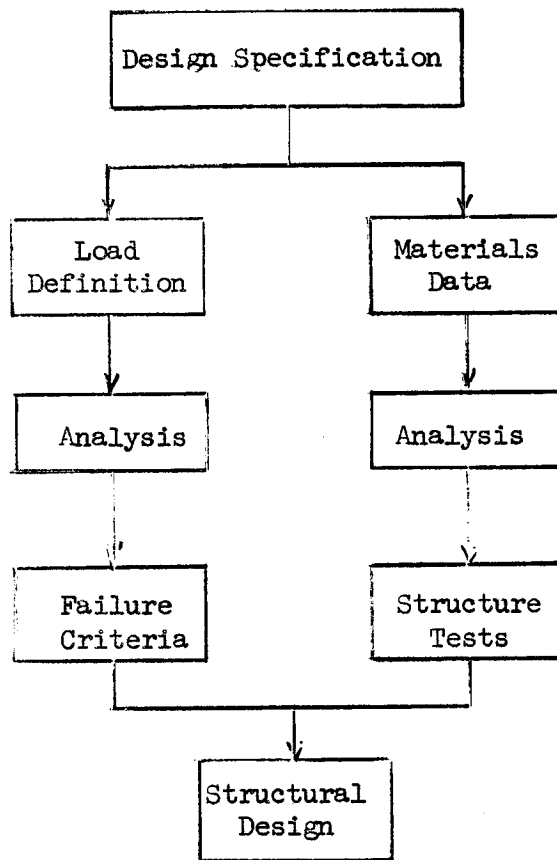 Design Specification
Load
Definition
Materials
Data
Analysis
Analysis
Failure
Criteria
Structure
Tests
Structural
Design